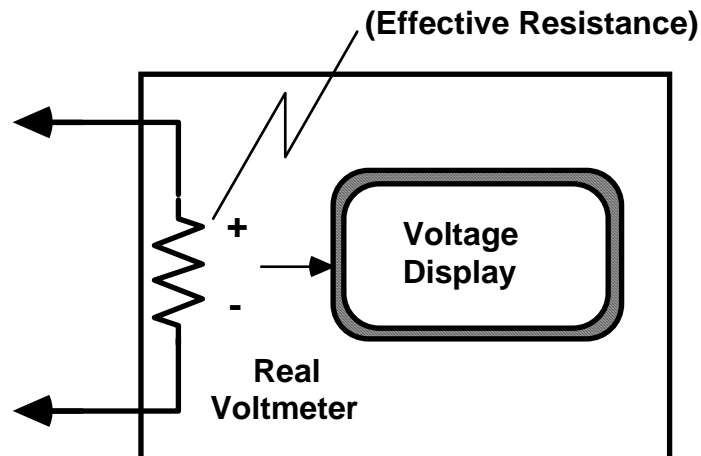 (Effective Resistance)
+
Voltage
Display
-
Real
Voltmeter